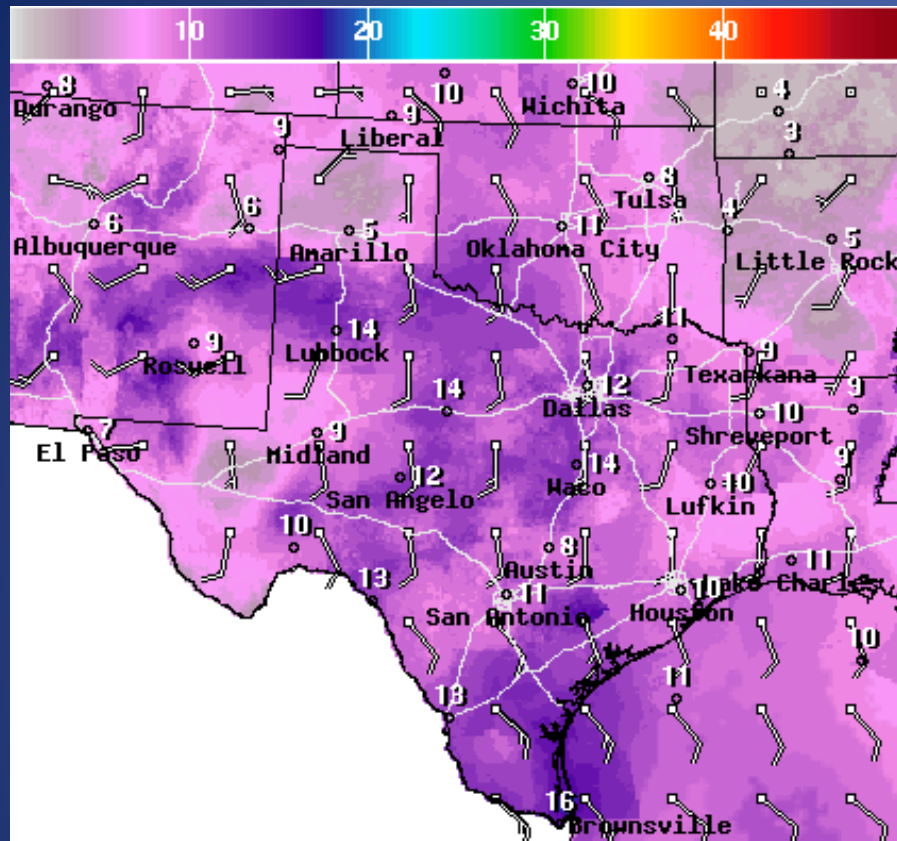 10 20 30 40
8 10 10 4
Durango Wichita
9 Liberal 9 3
8
Tulsa
6 6 5 11 4 5
Albuquerque Amarillo Oklahoma City Little Rock
9 14 11 9
Roswell Lubbock Texarkana
14 12 9
Dallas 10
7 9 Shreveport
El Paso Midland 14 9
12 Waco 10
San Angelo Lufkin
10 8 11
Austin Lake Charles
13 11 10
San Antonio Houston 10
13 11
16
Brownsville